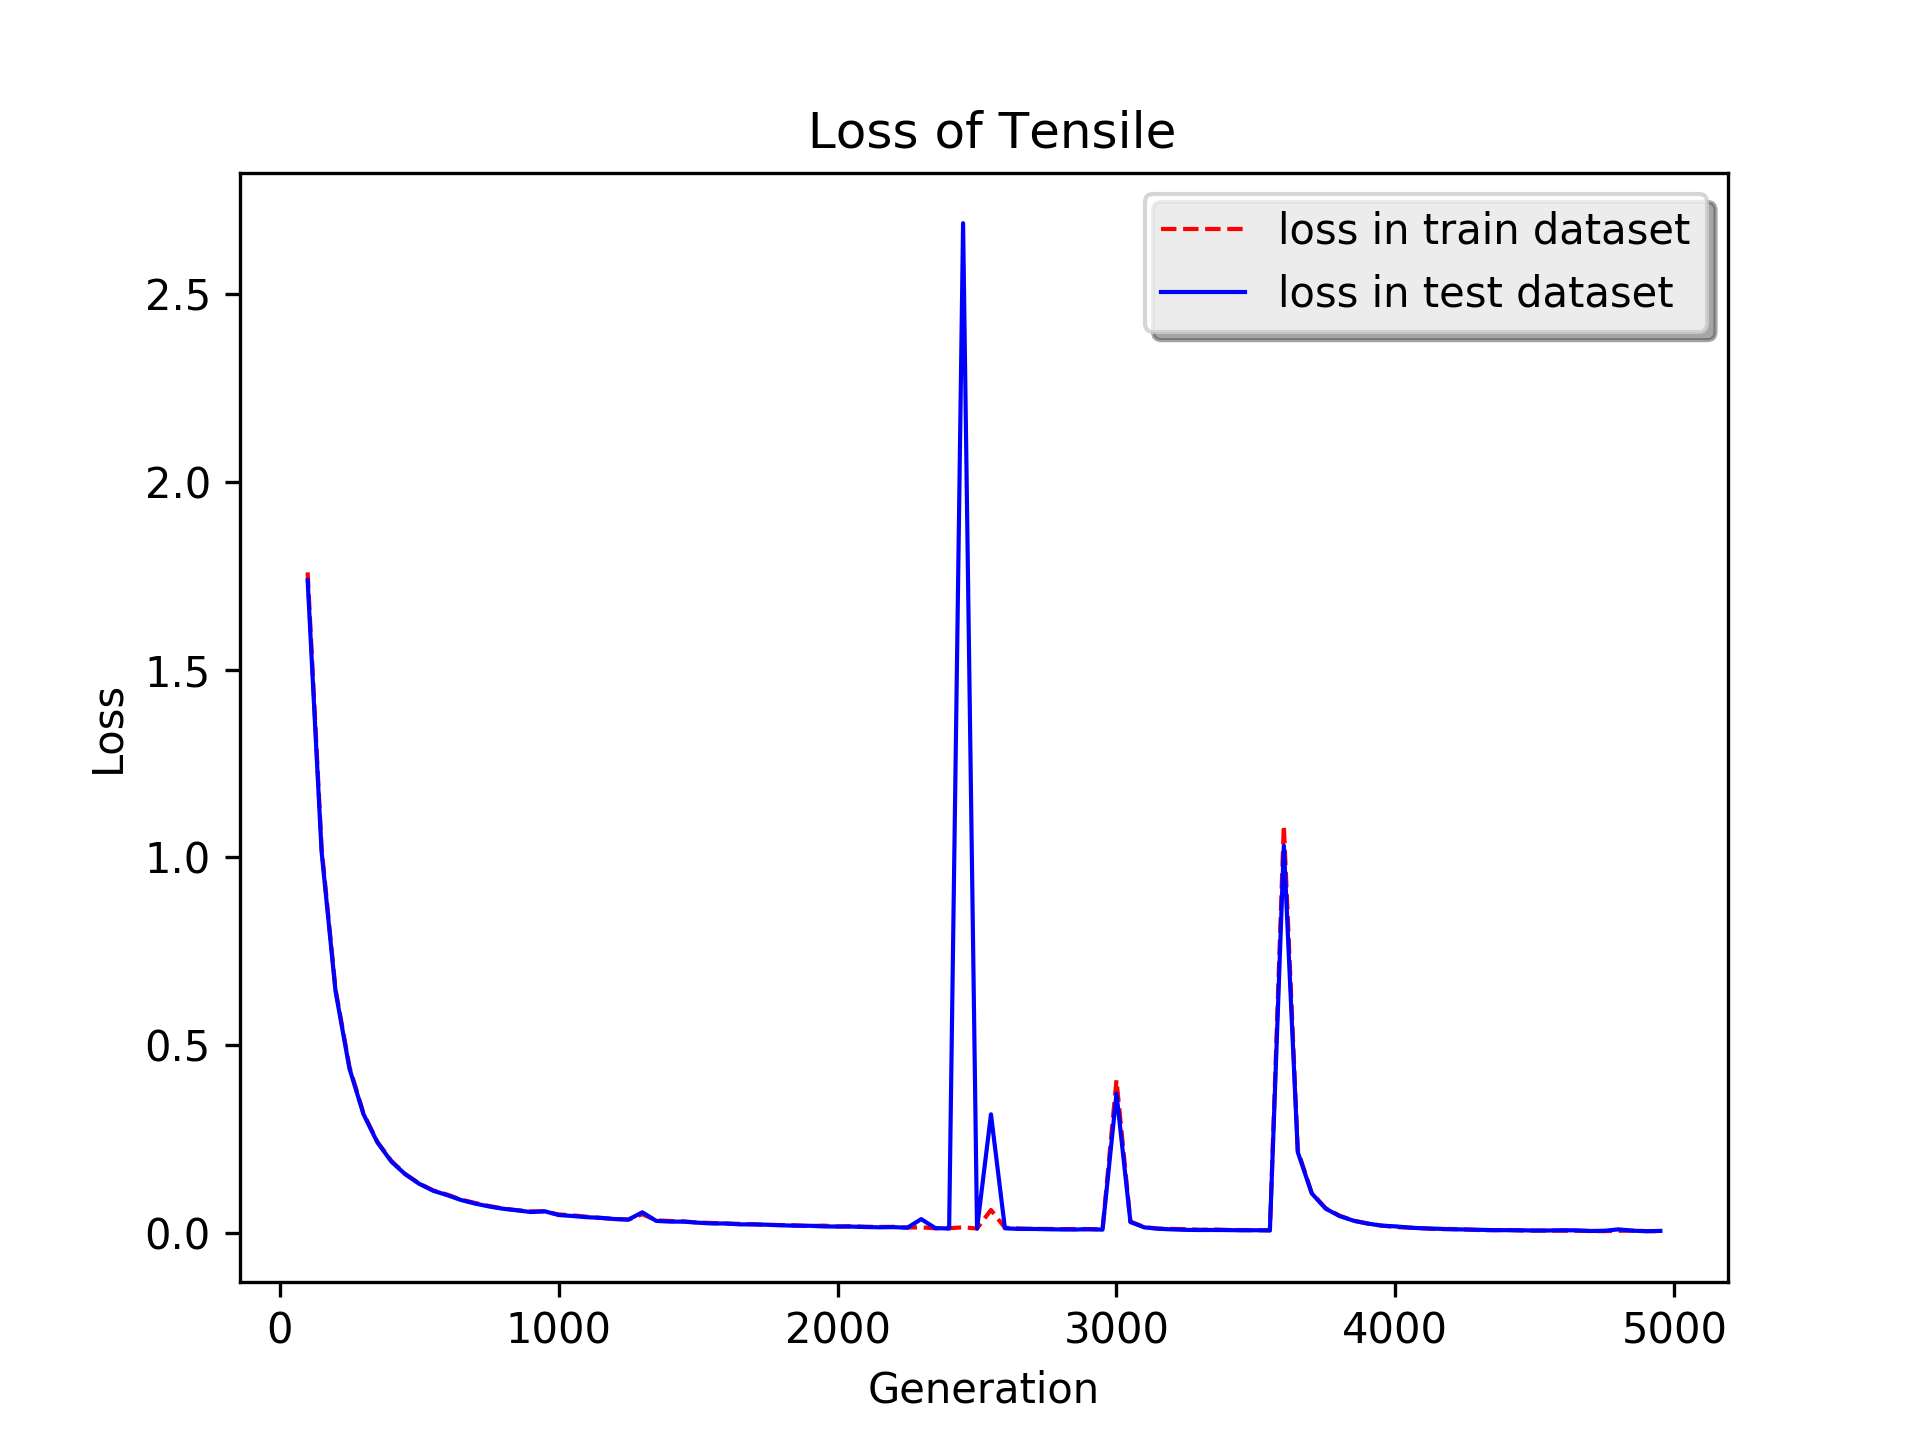 Loss of Tensile
loss in train dataset
loss in test dataset
Loss
2.5
2.0
1.5
1.0
0.5
0.0
0 1000 2000 3000 4000 5000
Generation